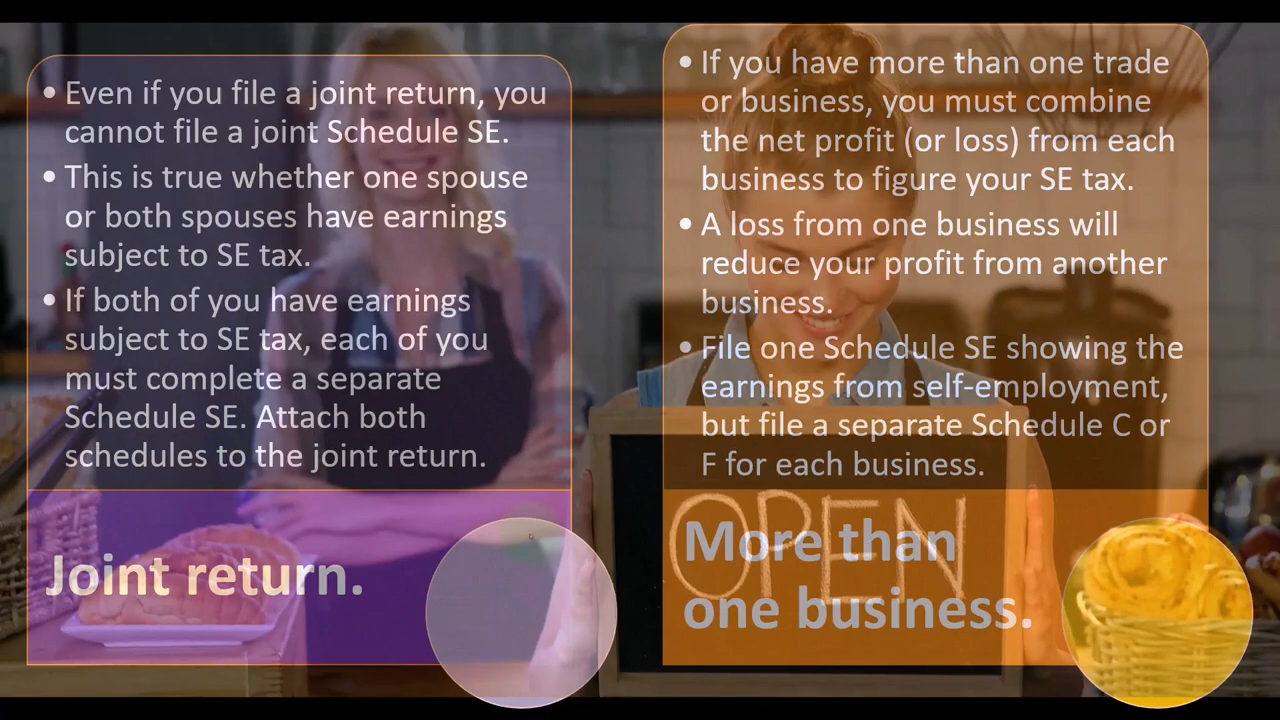 • Even if you file a joint return, you
cannot file a joint Schedule SE.
• This is true whether one spouse
or both spouses have earnings
subject to SE tax.
• If both of you have earnings
subject to SE tax, each of you
must complete a separate
Schedule SE. Attach both
schedules to the joint return.
Joint return.
• If you have more than one trade
or business, you must combine
the net profit (or loss) from each
business to figure your SE tax.
• A loss from one business will
reduce your profit from another
business.
• File one Schedule SE showing the
earnings from self-employment,
but file a separate Schedule C or
F for each business.
OPEN
More than
one business.